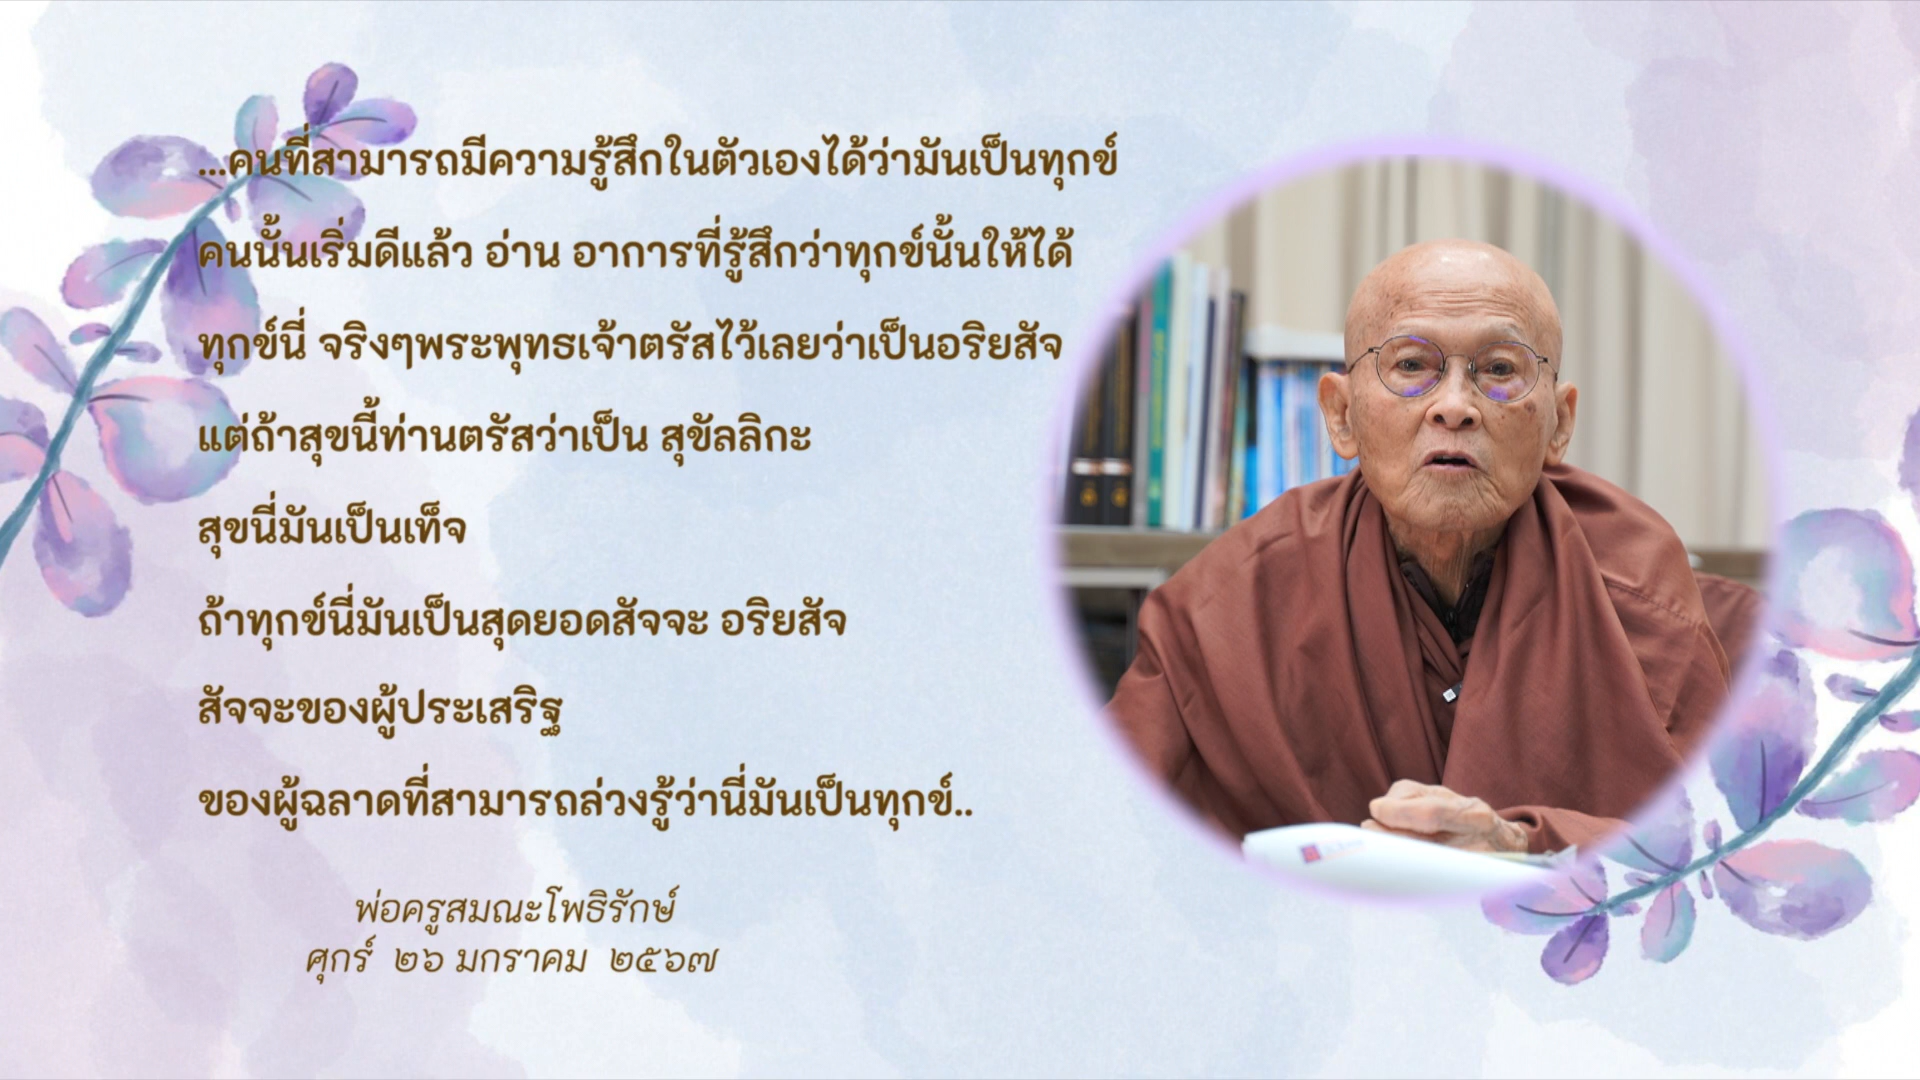 ...คนที่สามารถมีความรู้สึกในตัวเองได้ว่ามันเป็นทุกข์
คนนั้นเริ่มดีแล้ว อ่าน อาการที่รู้สึกว่าทุกข์นั้นให้ได้
ทุกข์นี่ จริงๆพระพุทธเจ้าตรัสไว้เลยว่าเป็นอริยสัจ
แต่ถ้าสุขนี้ท่านตรัสว่าเป็น สุขัลลิกะ
สุขนี่มันเป็นเท็จ
ถ้าทุกข์นี่มันเป็นสุดยอดสัจจะ อริยสัจ
สัจจะของผู้ประเสริฐ
ของผู้ฉลาดที่สามารถล่วงรู้ว่านี่มันเป็นทุกข์..
พ่อครูสมณะโพธิรักษ์
ศุกร์ ๒๖ มกราคม ๒๕๖๗